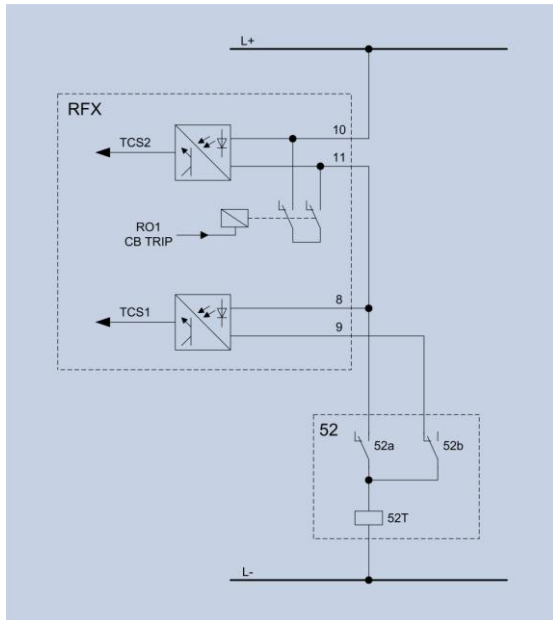 L+
RFX
10
TCS2
11
RO1
CB TRIP
8
TCS1
9
52
52a
52b
52T
L-